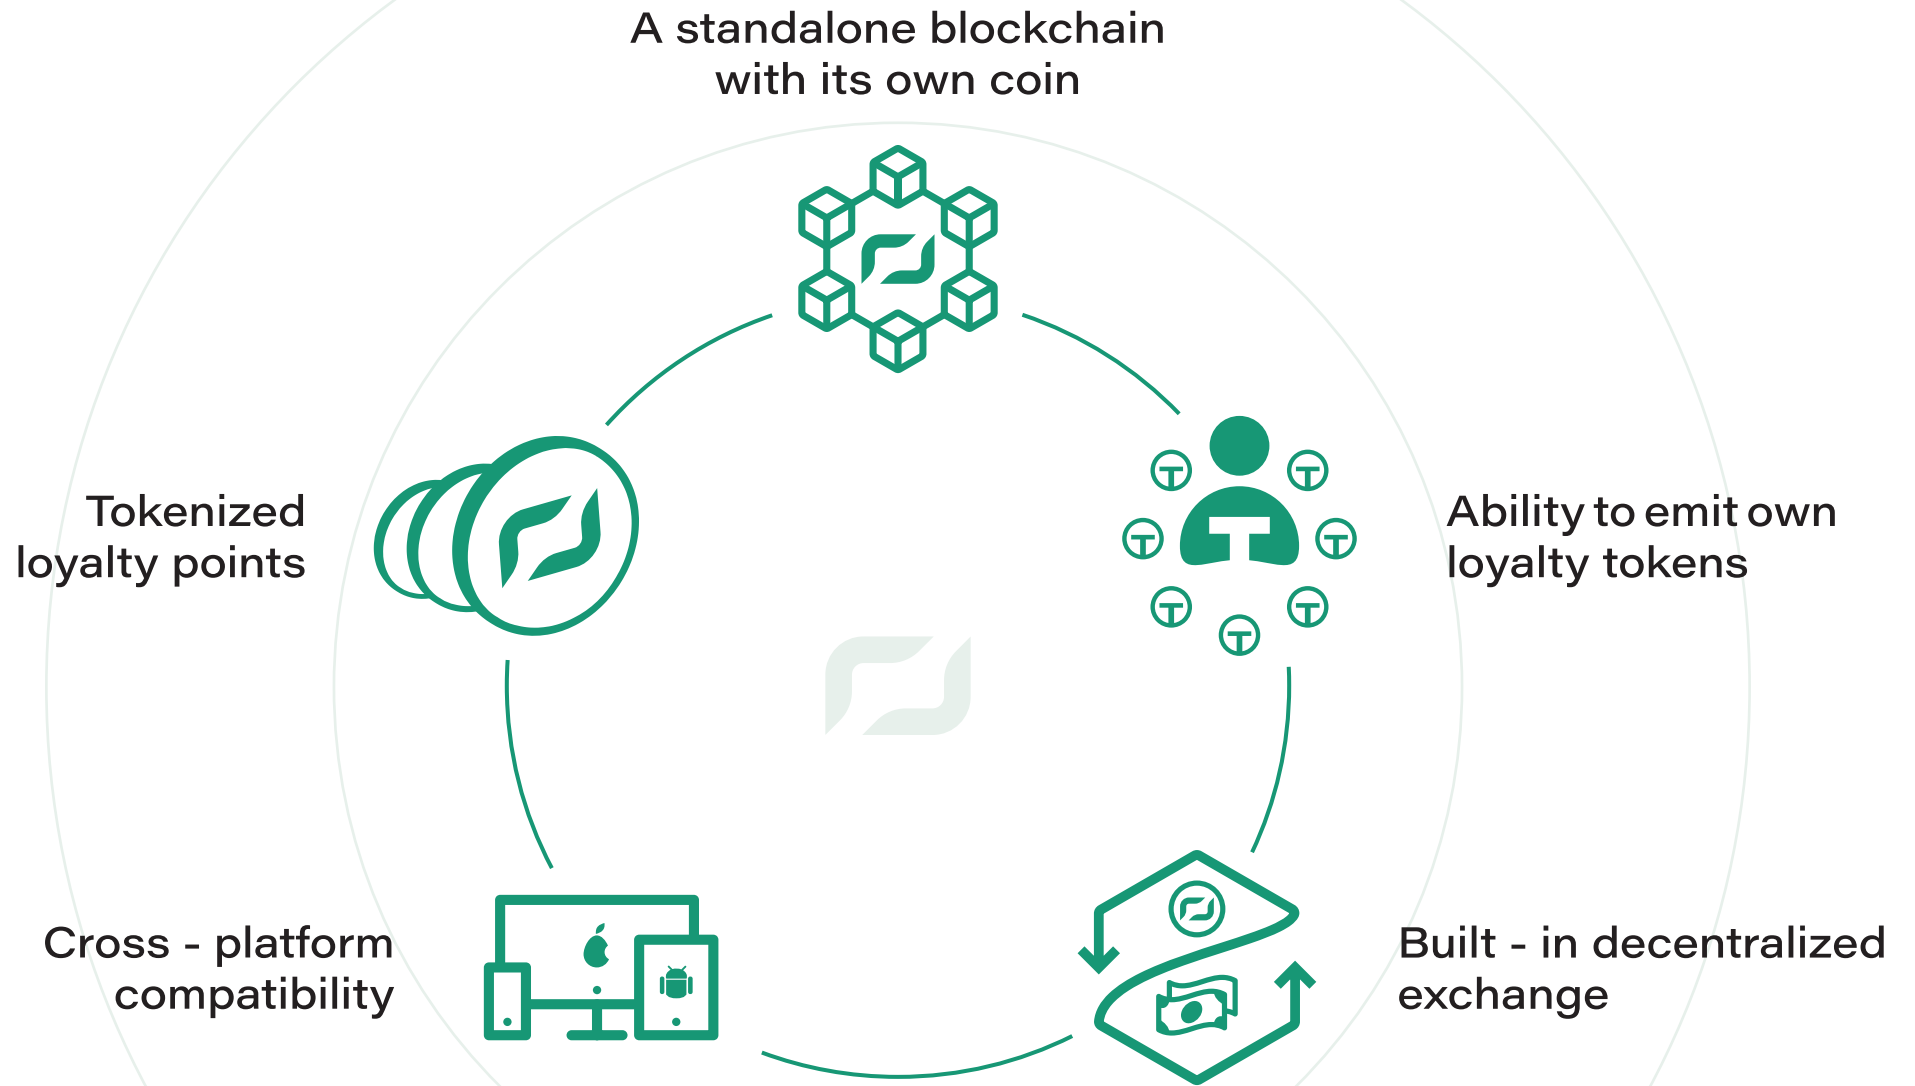 A standalone blockchain
with its own coin
Tokenized
loyalty points
Ability to emit own
loyalty tokens
Cross - platform
compatibility
Built - in decentralized
exchange